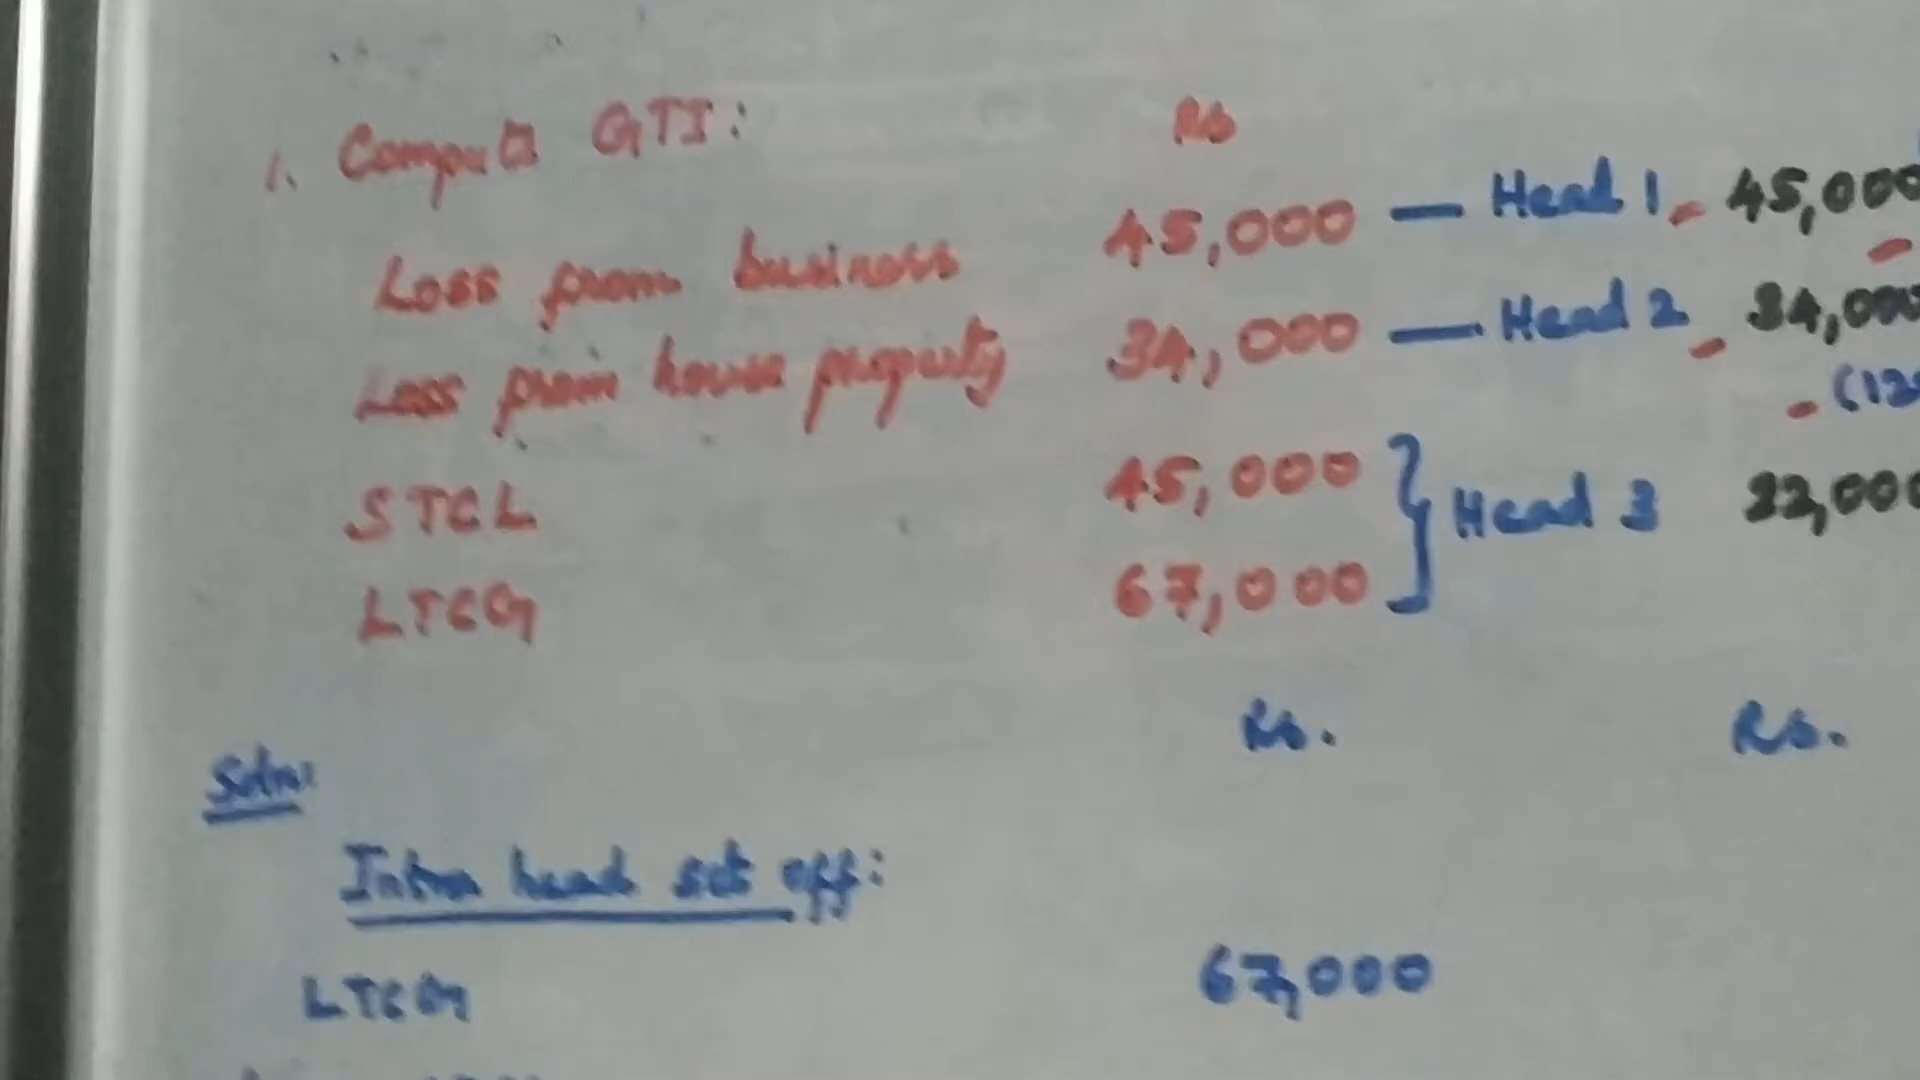 1. Compute GTI: Rs
Loss from business 45,000 — Head 1 - 45,000
Loss from house property 34,000 — Head 2 - 34,000
- (12
STCL 45,000
Head 3 22,000
LTCG 67,000
Rs. Rs.
Soln:
Intra head set off:
LTCG 67,000